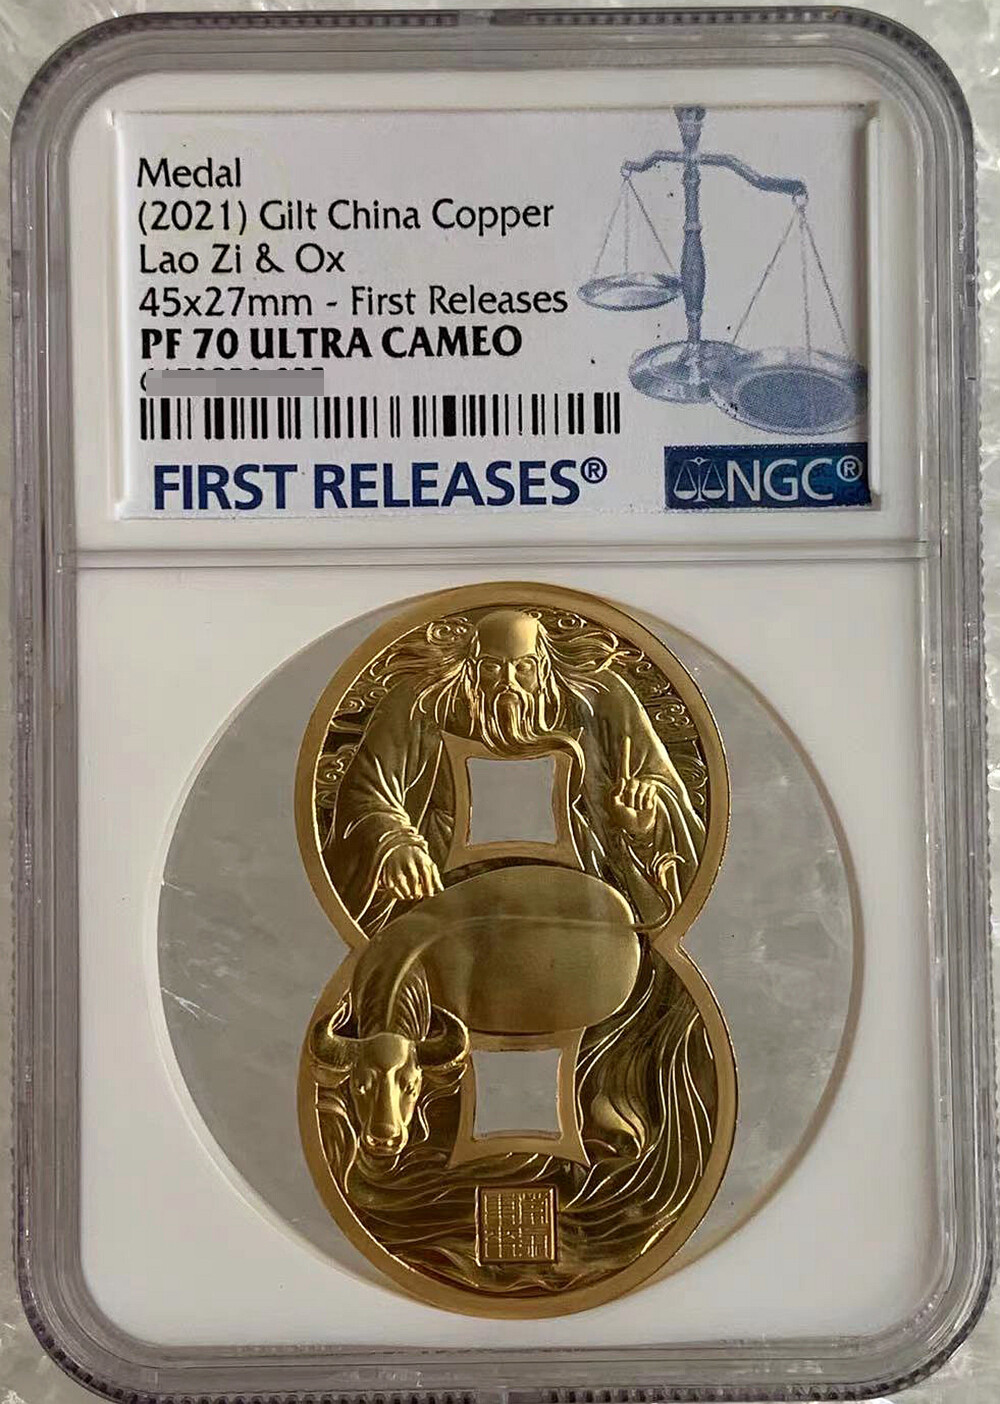 Medal
(2021) Gilt China Copper
Lao Zi & Ox
45x27mm - First Releases
PF 70 ULTRA CAMEO
FIRST RELEASES®
NGC®